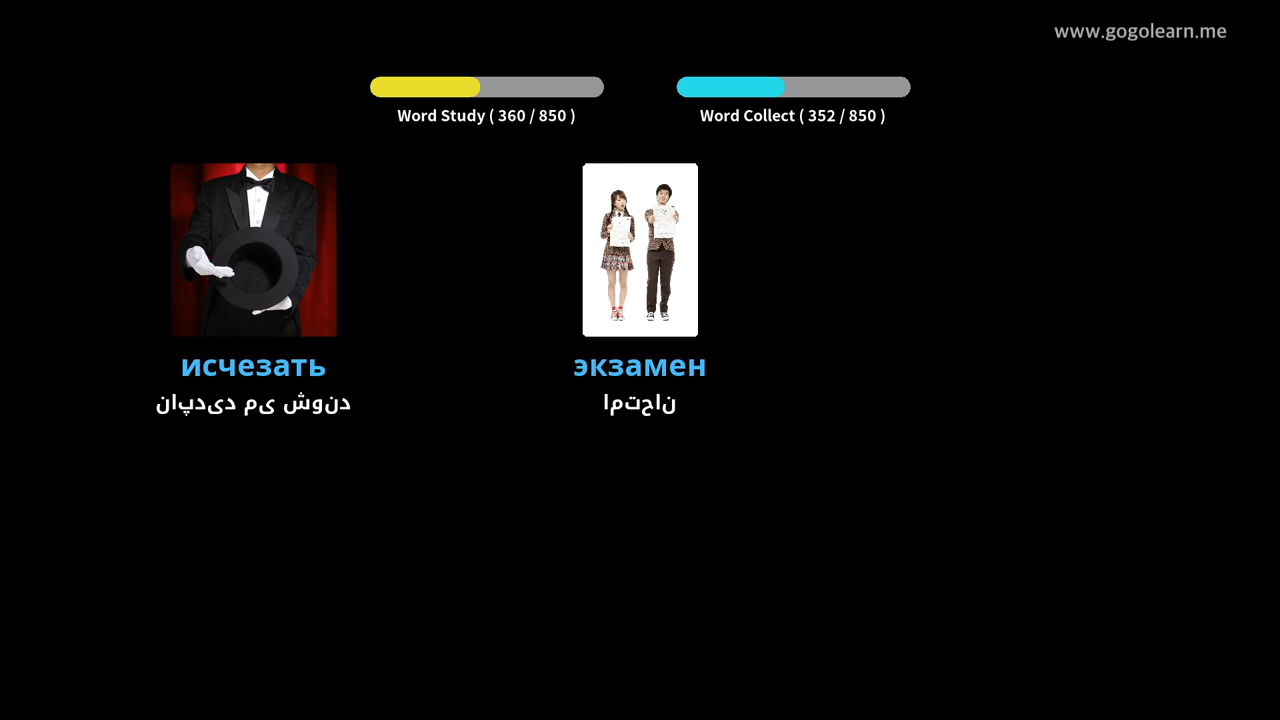 www.gogolearn.me
Word Study ( 360 / 850 )
Word Collect ( 352 / 850 )
исчезать
ناپدید می شوند
экзамен
امتحان